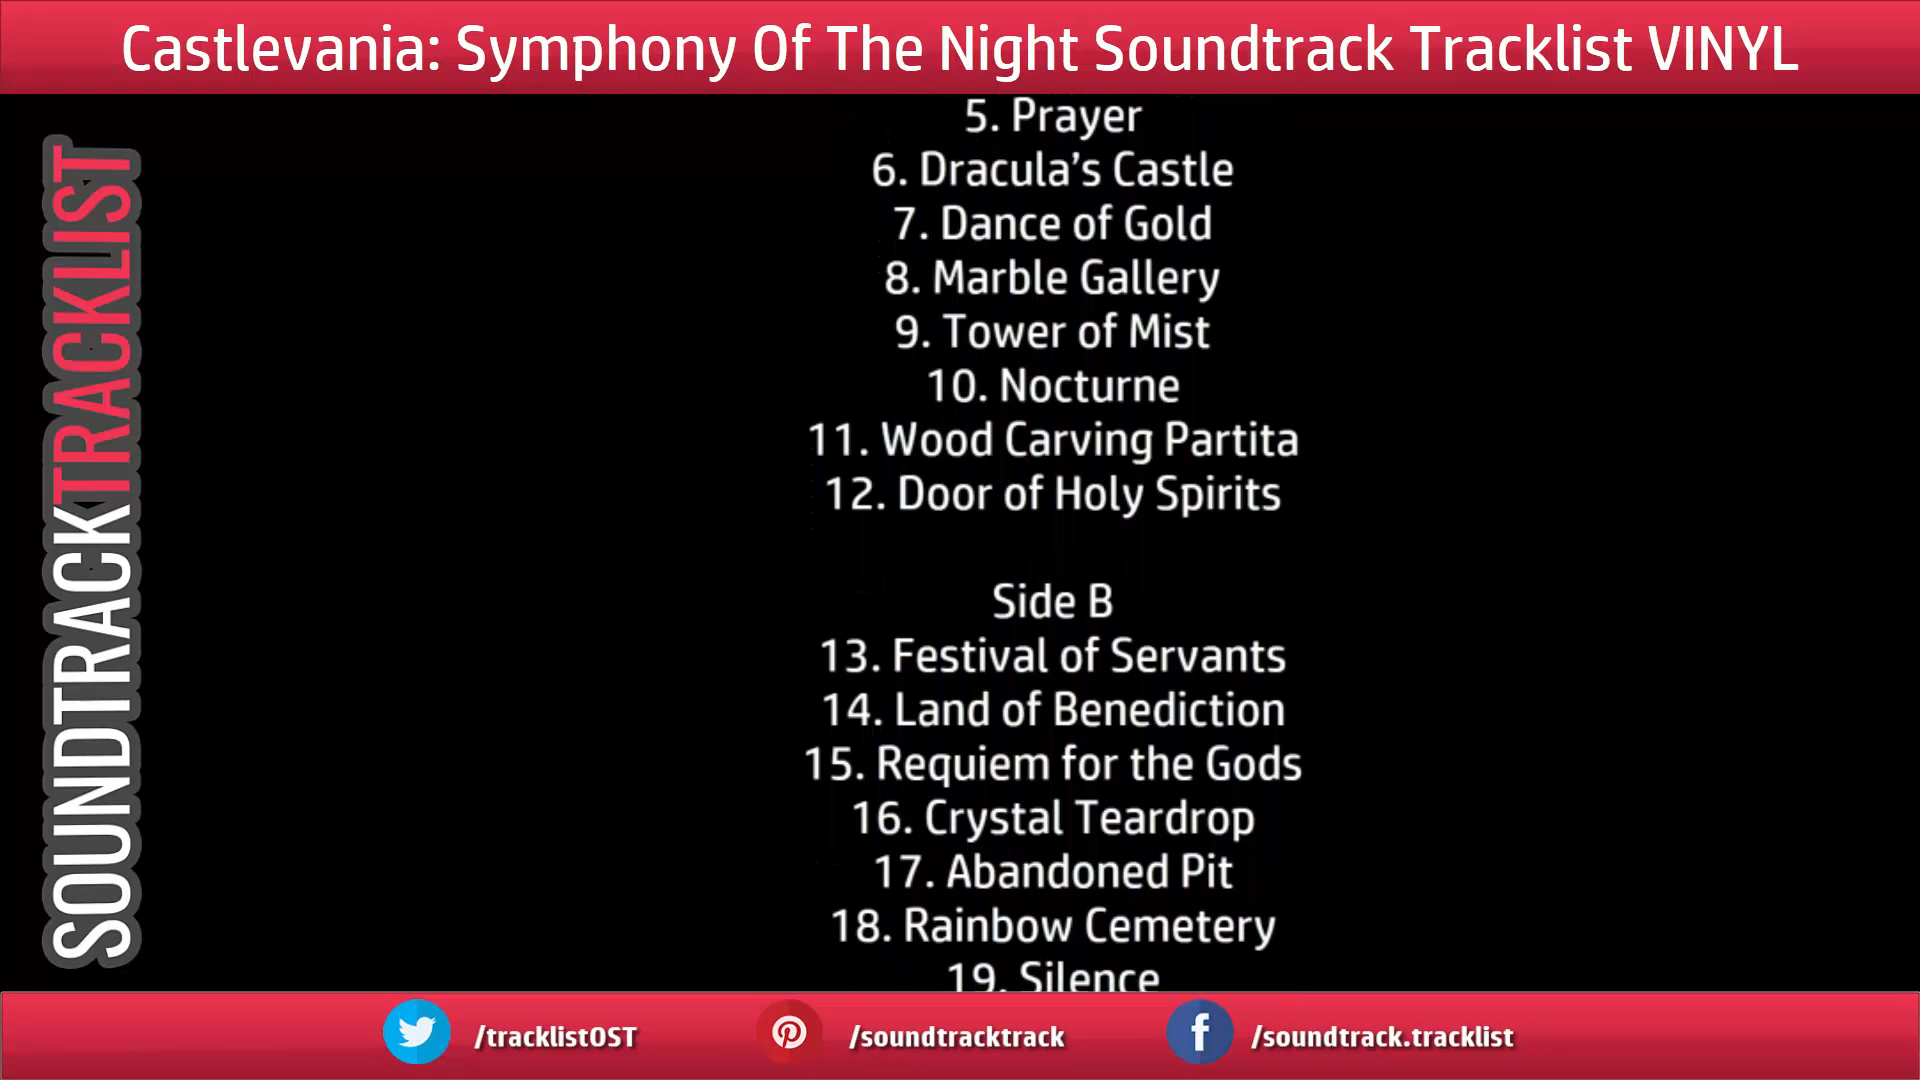 Castlevania: Symphony Of The Night Soundtrack Tracklist VINYL
SOUNDTRACKTRACKLIST
5. Prayer
6. Dracula’s Castle
7. Dance of Gold
8. Marble Gallery
9. Tower of Mist
10. Nocturne
11. Wood Carving Partita
12. Door of Holy Spirits
Side B
13. Festival of Servants
14. Land of Benediction
15. Requiem for the Gods
16. Crystal Teardrop
17. Abandoned Pit
18. Rainbow Cemetery
19. Silence
/tracklistOST
/soundtracktrack
/soundtrack.tracklist